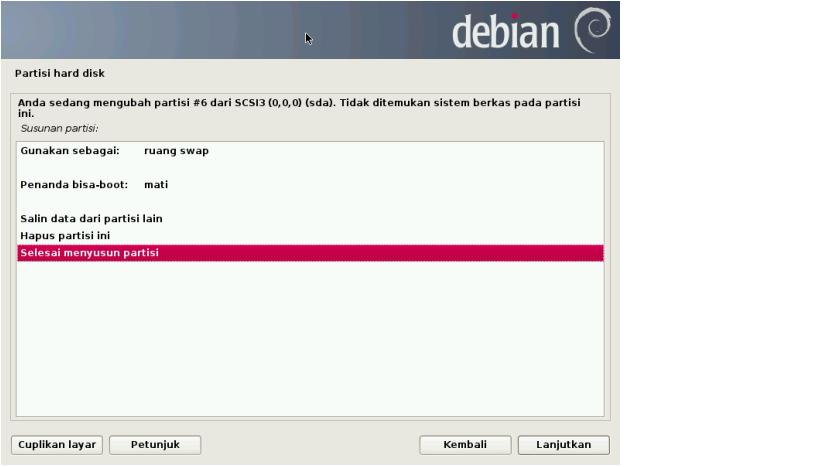 debian
Partisi hard disk
Anda sedang mengubah partisi #6 dari SCSI3 (0,0,0) (sda). Tidak ditemukan sistem berkas pada partisi
ini.
Susunan partisi:
Gunakan sebagai: ruang swap
Penanda bisa-boot: mati
Salin data dari partisi lain
Hapus partisi ini
Selesai menyusun partisi
Cuplikan layar Petunjuk Kembali Lanjutkan